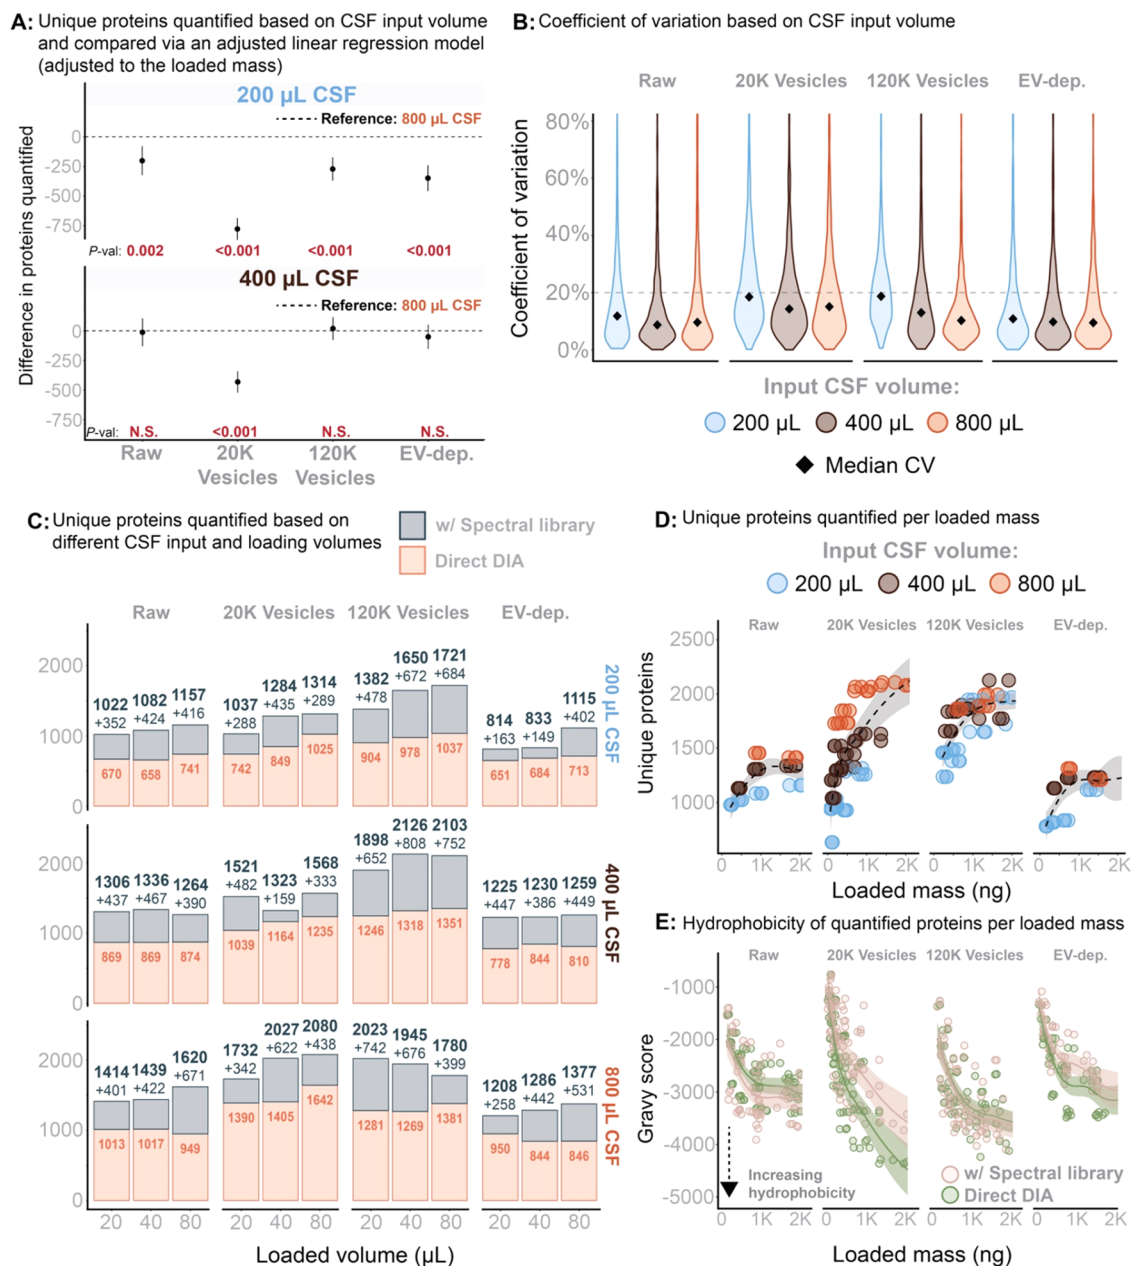 A: Unique proteins quantified based on CSF input volume
and compared via an adjusted linear regression model
(adjusted to the loaded mass)
200 µL CSF
Reference: 800 µL CSF
Difference in proteins quantified
0
-250
-500
-750
P-val: 0.002 <0.001 <0.001 <0.001
400 µL CSF
Reference: 800 µL CSF
0
-250
-500
-750
P-val: N.S. <0.001 N.S. N.S.
Raw 20K Vesicles 120K Vesicles EV-dep.
B: Coefficient of variation based on CSF input volume
Raw 20K Vesicles 120K Vesicles EV-dep.
Coefficient of variation
80%
60%
40%
20%
0%
Input CSF volume:
200 µL 400 µL 800 µL
Median CV
C: Unique proteins quantified based on
different CSF input and loading volumes
w/ Spectral library
Direct DIA
Raw 20K Vesicles 120K Vesicles EV-dep.
2000
1000
0
1022 1082 1157 1037 1284 1314 1382 1650 1721 814 833 1115
+352 +424 +416 +288 +435 +289 +478 +672 +684 +163 +149 +402
670 658 741 742 849 1025 904 978 1037 651 684 713
200 µL CSF
2000
1000
0
1306 1336 1264 1521 1323 1568 1898 2126 2103 1225 1230 1259
+437 +467 +390 +482 +159 +333 +652 +808 +752 +447 +386 +449
869 869 874 1039 1164 1235 1246 1318 1351 778 844 810
400 µL CSF
2000
1000
0
1414 1439 1620 1732 2027 2080 2023 1945 1780 1208 1286 1377
+401 +422 +671 +342 +622 +438 +742 +676 +399 +258 +442 +531
1013 1017 949 1390 1405 1642 1281 1269 1381 950 844 846
800 µL CSF
20 40 80 20 40 80 20 40 80 20 40 80
Loaded volume (µL)
D: Unique proteins quantified per loaded mass
Input CSF volume:
200 µL 400 µL 800 µL
Raw 20K Vesicles 120K Vesicles EV-dep.
Unique proteins
2500
2000
1500
1000
0 1K 2K 0 1K 2K 0 1K 2K 0 1K 2K
Loaded mass (ng)
E: Hydrophobicity of quantified proteins per loaded mass
Raw 20K Vesicles 120K Vesicles EV-dep.
Gravy score
-1000
-2000
-3000
-4000
-5000
Increasing
hydrophobicity
w/ Spectral library
Direct DIA
0 1K 2K 0 1K 2K 0 1K 2K 0 1K 2K
Loaded mass (ng)